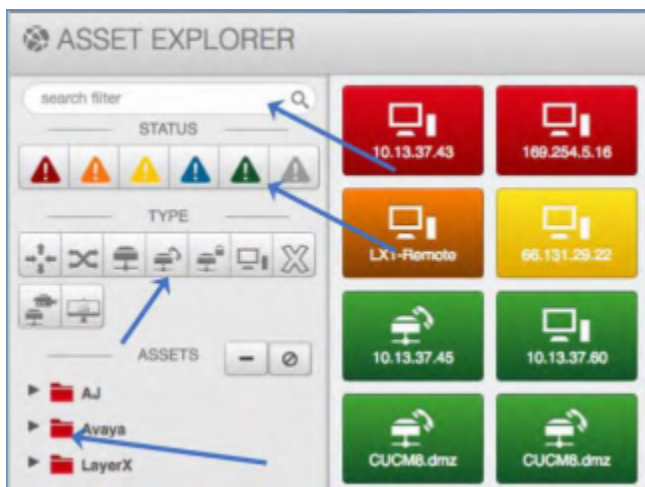 ASSET EXPLORER
search filter
STATUS
TYPE
ASSETS
AJ
Avaya
LayerX
10.13.37.43
169.254.5.16
LX1-Remote
66.131.29.22
10.13.37.45
10.13.37.60
CUCM8.dmz
CUCM8.dmz